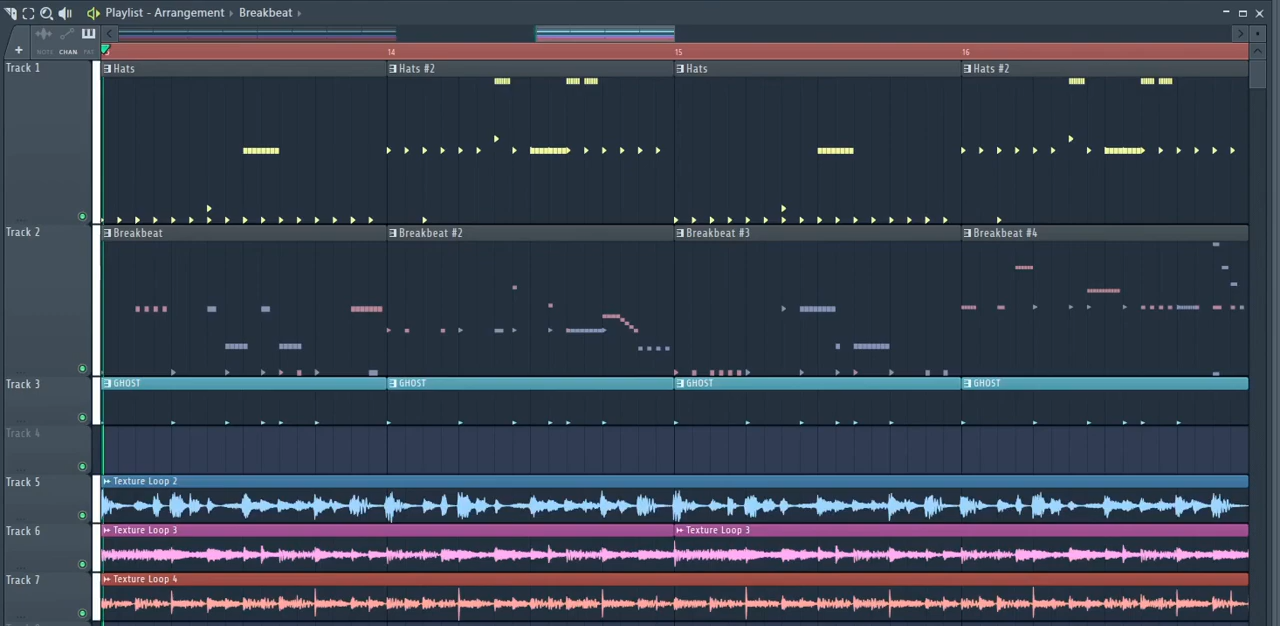 Playlist - Arrangement › Breakbeat ›
NOTE CHAN PAT
14 15 16
Track 1
Hats Hats #2 Hats Hats #2
Track 2
Breakbeat Breakbeat #2 Breakbeat #3 Breakbeat #4
Track 3
GHOST GHOST GHOST GHOST
Track 4
Track 5
Texture Loop 2
Track 6
Texture Loop 3 Texture Loop 3
Track 7
Texture Loop 4